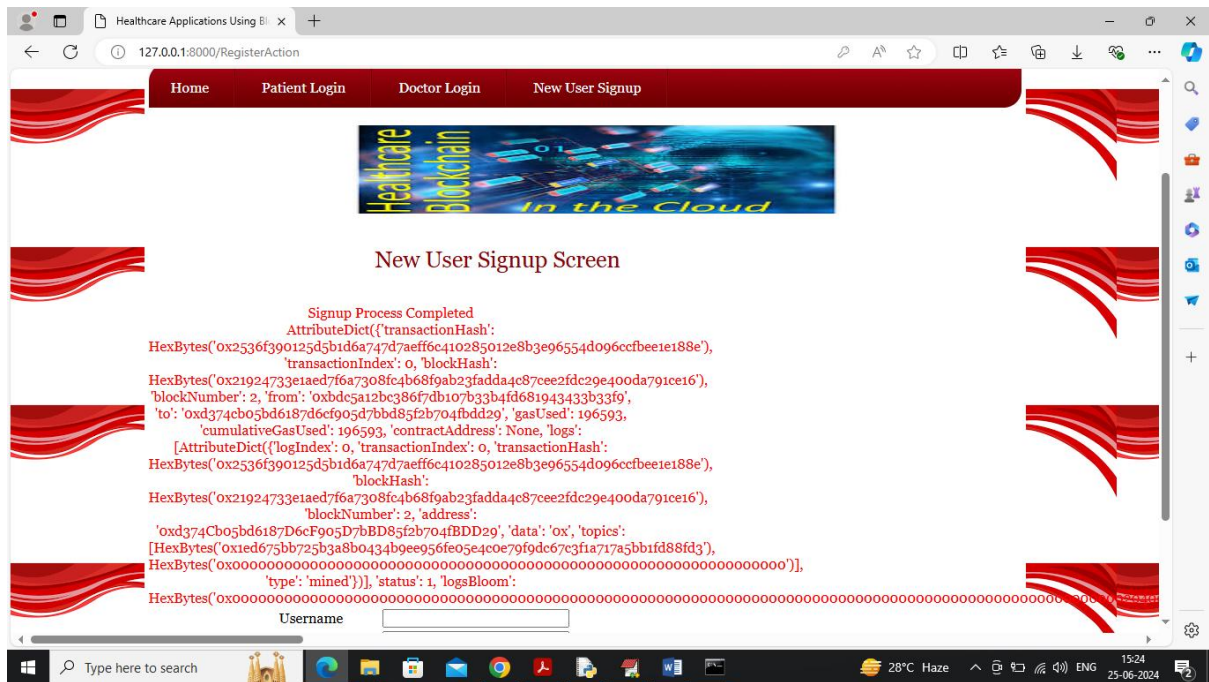 Healthcare Applications Using Bl
127.0.0.1:8000/RegisterAction
Home Patient Login Doctor Login New User Signup
Healthcare
Blockchain
In the Cloud
New User Signup Screen
Signup Process Completed
AttributeDict({'transactionHash':
HexBytes('0x2536f390125d5b1d6a747d7aeff6c410285012e8b3e96554d096ccfbee1e188e'),
'transactionIndex': 0, 'blockHash':
HexBytes('0x21924733e1aed7f6a7308fc4b68f9ab23fadda4c87cee2fdc29e400da791ce16'),
'blockNumber': 2, 'from': '0xbdc5a12bc386f7db107b33b4fd681943433b33f9',
'to': '0xd374cb05bd6187d6cf905d7bbd85f2b704fbdd29', 'gasUsed': 196593,
'cumulativeGasUsed': 196593, 'contractAddress': None, 'logs':
[AttributeDict({'logIndex': 0, 'transactionIndex': 0, 'transactionHash':
HexBytes('0x2536f390125d5b1d6a747d7aeff6c410285012e8b3e96554d096ccfbee1e188e'),
'blockHash':
HexBytes('0x21924733e1aed7f6a7308fc4b68f9ab23fadda4c87cee2fdc29e400da791ce16'),
'blockNumber': 2, 'address':
'0xd374Cb05bd6187D6cF905D7bBD85f2b704fBDD29', 'data': '0x', 'topics':
[HexBytes('0x1ed675bb725b3a8b0434b9ee956fe05e4c0e79f9dc67c3f1a717a5bb1fd88fd3'),
HexBytes('0x0000000000000000000000000000000000000000000000000000000000000000')],
'type': 'mined'})], 'status': 1, 'logsBloom':
Username
Type here to search
28°C Haze
ENG
15:24
25-06-2024